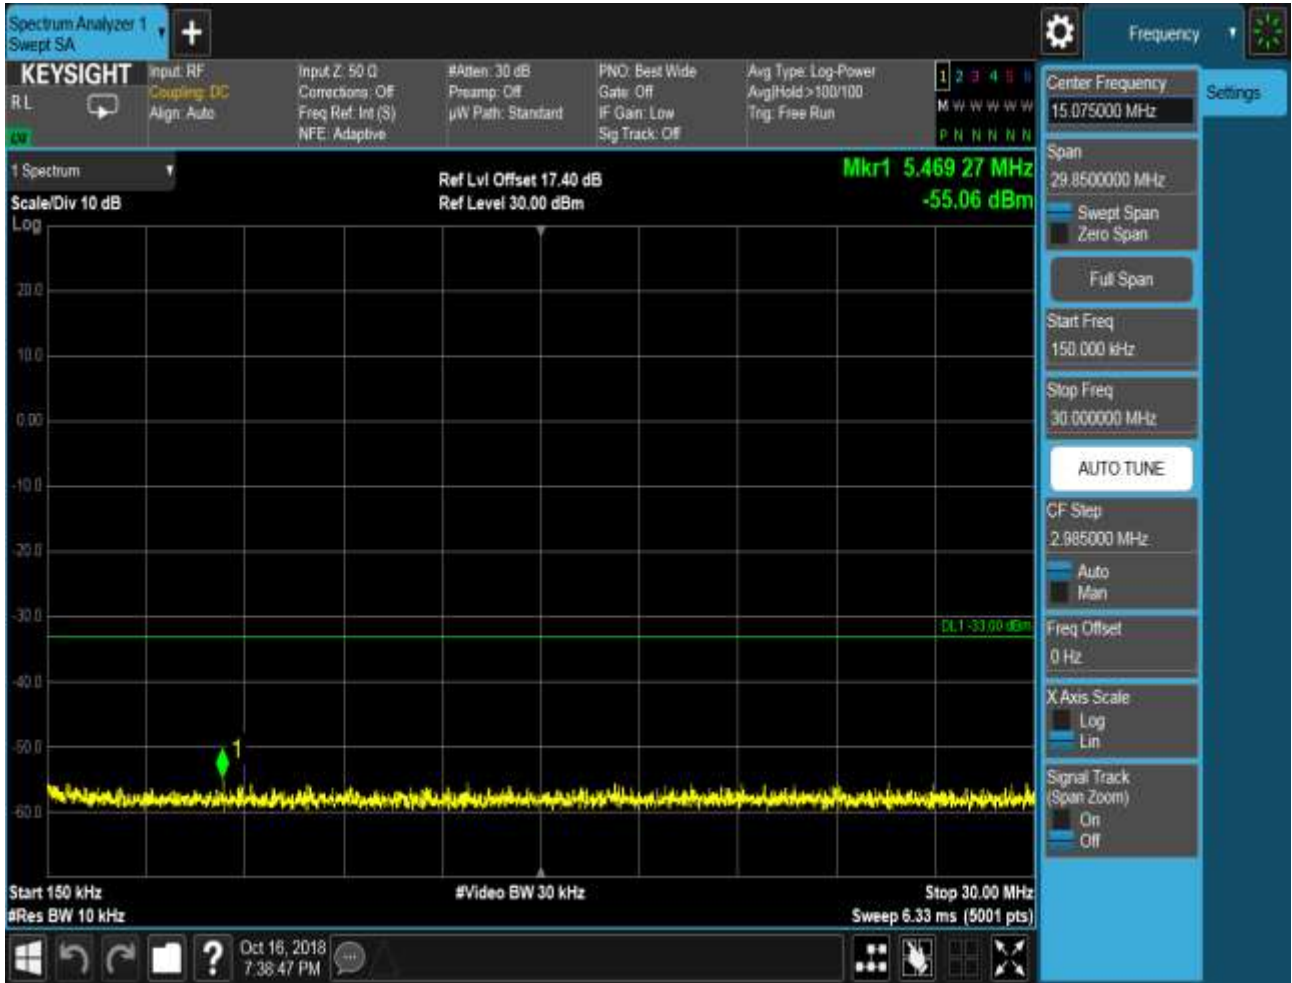 Spectrum Analyzer 1
Swept SA
+
Frequency
KEYSIGHT
RL
Input: RF
Coupling: DC
Align: Auto
Input Z: 50 Ω
Corrections: Off
Freq Ref: Int (S)
NFE: Adaptive
#Atten: 30 dB
Preamp: Off
µW Path: Standard
PNO: Best Wide
Gate: Off
IF Gain: Low
Sig Track: Off
Avg Type: Log-Power
Avg|Hold:>100/100
Trig: Free Run
1 2 3 4 5 6
M W W W W W
P N N N N N
1 Spectrum
Scale/Div 10 dB
Log
Ref Lvl Offset 17.40 dB
Ref Level 30.00 dBm
Mkr1 5.469 27 MHz
-55.06 dBm
20.0
10.0
0.00
-10.0
-20.0
-30.0
DL1 -33.00 dBm
-40.0
-50.0
1
-60.0
Start 150 kHz
#Video BW 30 kHz
Stop 30.00 MHz
#Res BW 10 kHz
Sweep 6.33 ms (5001 pts)
?
Oct 16, 2018
7:38:47 PM
Center Frequency
15.075000 MHz
Settings
Span
29.8500000 MHz
Swept Span
Zero Span
Full Span
Start Freq
150.000 kHz
Stop Freq
30.000000 MHz
AUTO TUNE
CF Step
2.985000 MHz
Auto
Man
Freq Offset
0 Hz
X Axis Scale
Log
Lin
Signal Track
(Span Zoom)
On
Off